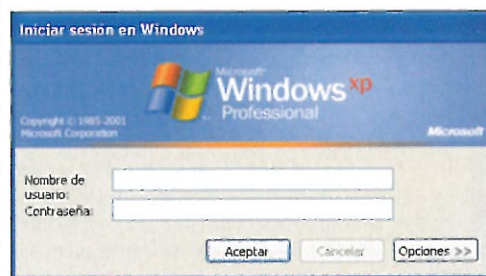 Iniciar sesión en Windows
Microsoft
Windows xp
Professional
Copyright © 1985-2001
Microsoft Corporation
Microsoft
Nombre de
usuario:
Contraseña:
Aceptar
Cancelar
Opciones >>